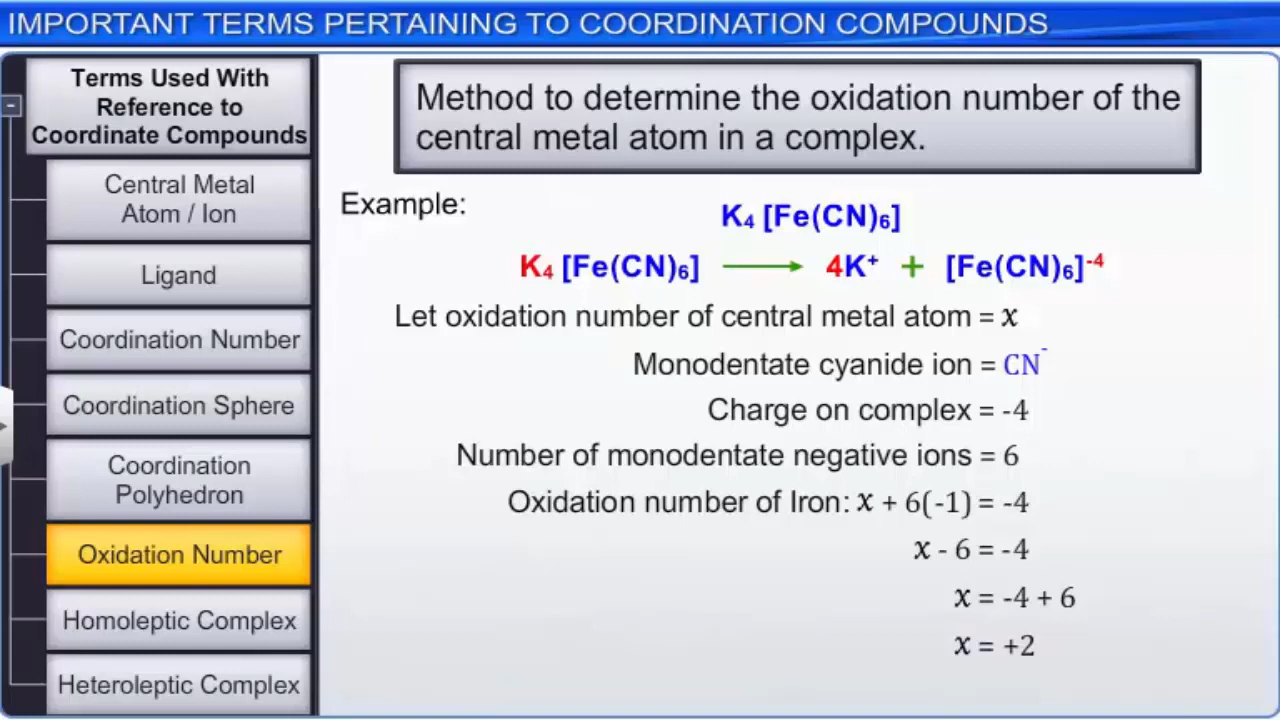 IMPORTANT TERMS PERTAINING TO COORDINATION COMPOUNDS
Terms Used With
Reference to
Coordinate Compounds
Central Metal
Atom / Ion
Ligand
Coordination Number
Coordination Sphere
Coordination
Polyhedron
Oxidation Number
Homoleptic Complex
Heteroleptic Complex
Method to determine the oxidation number of the
central metal atom in a complex.
Example:
K₄ [Fe(CN)₆]
K₄ [Fe(CN)₆] ⟶ 4K⁺ + [Fe(CN)₆]⁻⁴
Let oxidation number of central metal atom = x
Monodentate cyanide ion = CN⁻
Charge on complex = -4
Number of monodentate negative ions = 6
Oxidation number of Iron: x + 6(-1) = -4
x - 6 = -4
x = -4 + 6
x = +2